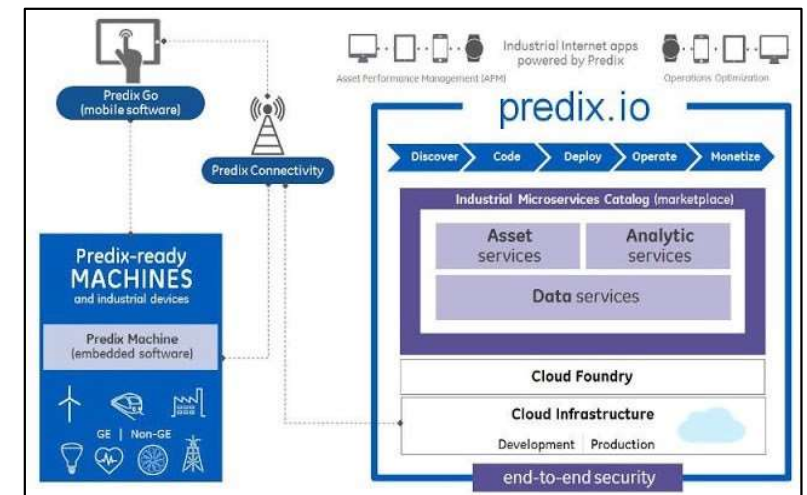 Predix Go
(mobile software)
Predix Connectivity
Predix-ready
MACHINES
and industrial devices
Predix Machine
(embedded software)
GE | Non-GE
Industrial Internet apps
powered by Predix
Asset Performance Management (APM)
Operations Optimization
predix.io
Discover
Code
Deploy
Operate
Monetize
Industrial Microservices Catalog (marketplace)
Asset
services
Analytic
services
Data services
Cloud Foundry
Cloud Infrastructure
Development | Production
end-to-end security